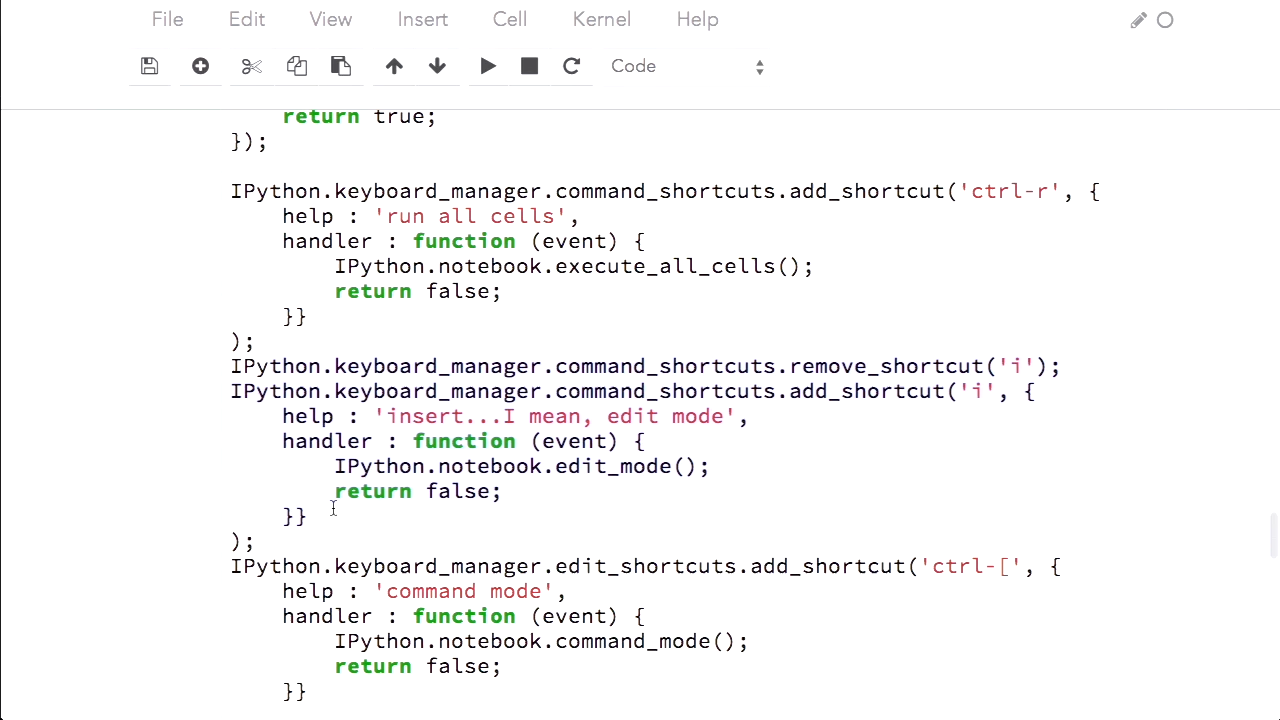 File Edit View Insert Cell Kernel Help
Code
return true;
});
IPython.keyboard_manager.command_shortcuts.add_shortcut('ctrl-r', {
help : 'run all cells',
handler : function (event) {
IPython.notebook.execute_all_cells();
return false;
}}
);
IPython.keyboard_manager.command_shortcuts.remove_shortcut('i');
IPython.keyboard_manager.command_shortcuts.add_shortcut('i', {
help : 'insert...I mean, edit mode',
handler : function (event) {
IPython.notebook.edit_mode();
return false;
}}
);
IPython.keyboard_manager.edit_shortcuts.add_shortcut('ctrl-[', {
help : 'command mode',
handler : function (event) {
IPython.notebook.command_mode();
return false;
}}